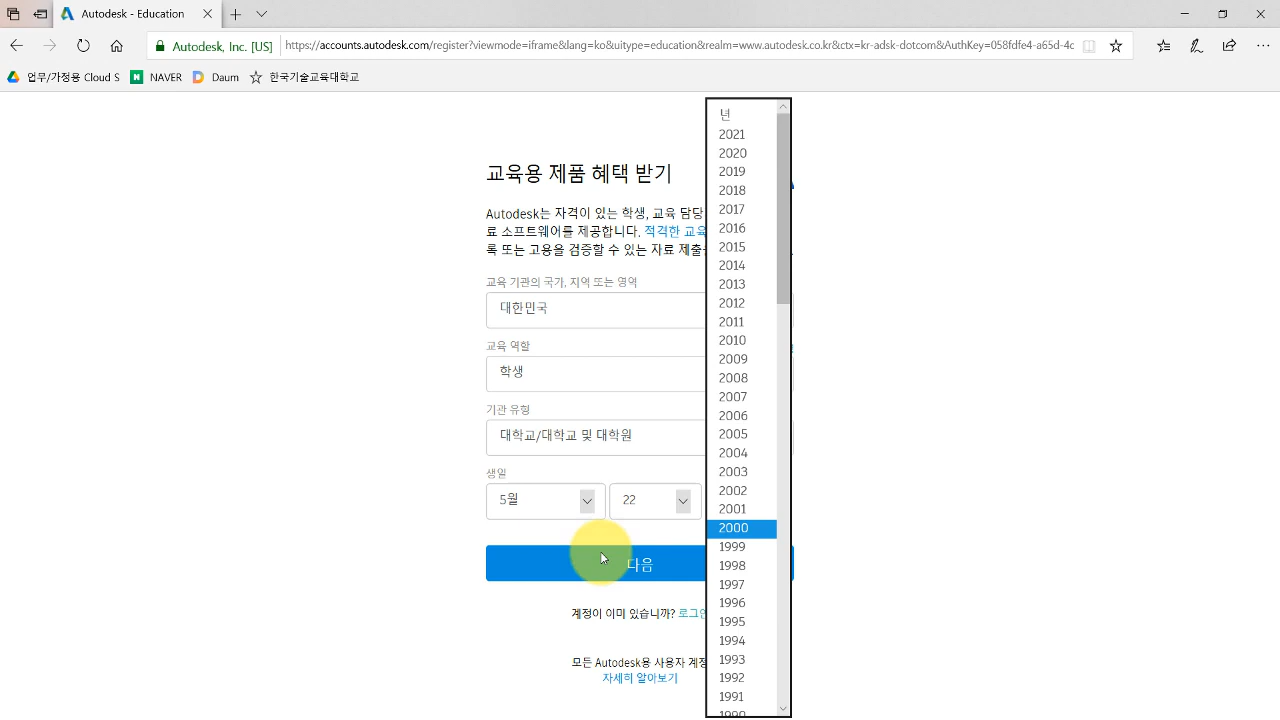 Autodesk - Education
Autodesk, Inc. [US]
https://accounts.autodesk.com/register?viewmode=iframe&lang=ko&uitype=education&realm=www.autodesk.co.kr&ctx=kr-adsk-dotcom&AuthKey=058fdfe4-a65d-4c
업무/가정용 Cloud S
NAVER
Daum
한국기술교육대학교
교육용 제품 혜택 받기
Autodesk는 자격이 있는 학생, 교육 담당
료 소프트웨어를 제공합니다. 적격한 교육
록 또는 고용을 검증할 수 있는 자료 제출
교육 기관의 국가, 지역 또는 영역
대한민국
교육 역할
학생
기관 유형
대학교/대학교 및 대학원
생일
5월
22
다음
계정이 이미 있습니까? 로그인
모든 Autodesk용 사용자 계정
자세히 알아보기
년
2021
2020
2019
2018
2017
2016
2015
2014
2013
2012
2011
2010
2009
2008
2007
2006
2005
2004
2003
2002
2001
2000
1999
1998
1997
1996
1995
1994
1993
1992
1991
1990